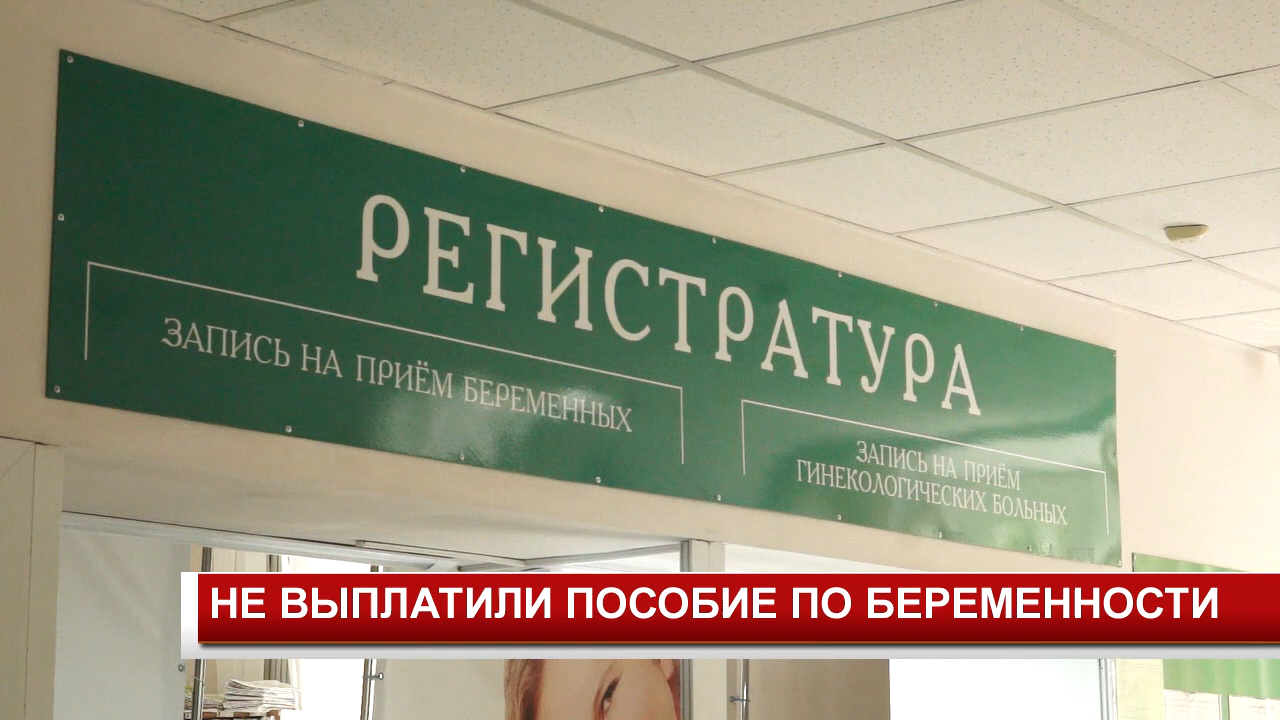 РЕГИСТРАТУРА
ЗАПИСЬ НА ПРИЁМ БЕРЕМЕННЫХ
ЗАПИСЬ НА ПРИЁМ
ГИНЕКОЛОГИЧЕСКИХ БОЛЬНЫХ
НЕ ВЫПЛАТИЛИ ПОСОБИЕ ПО БЕРЕМЕННОСТИ